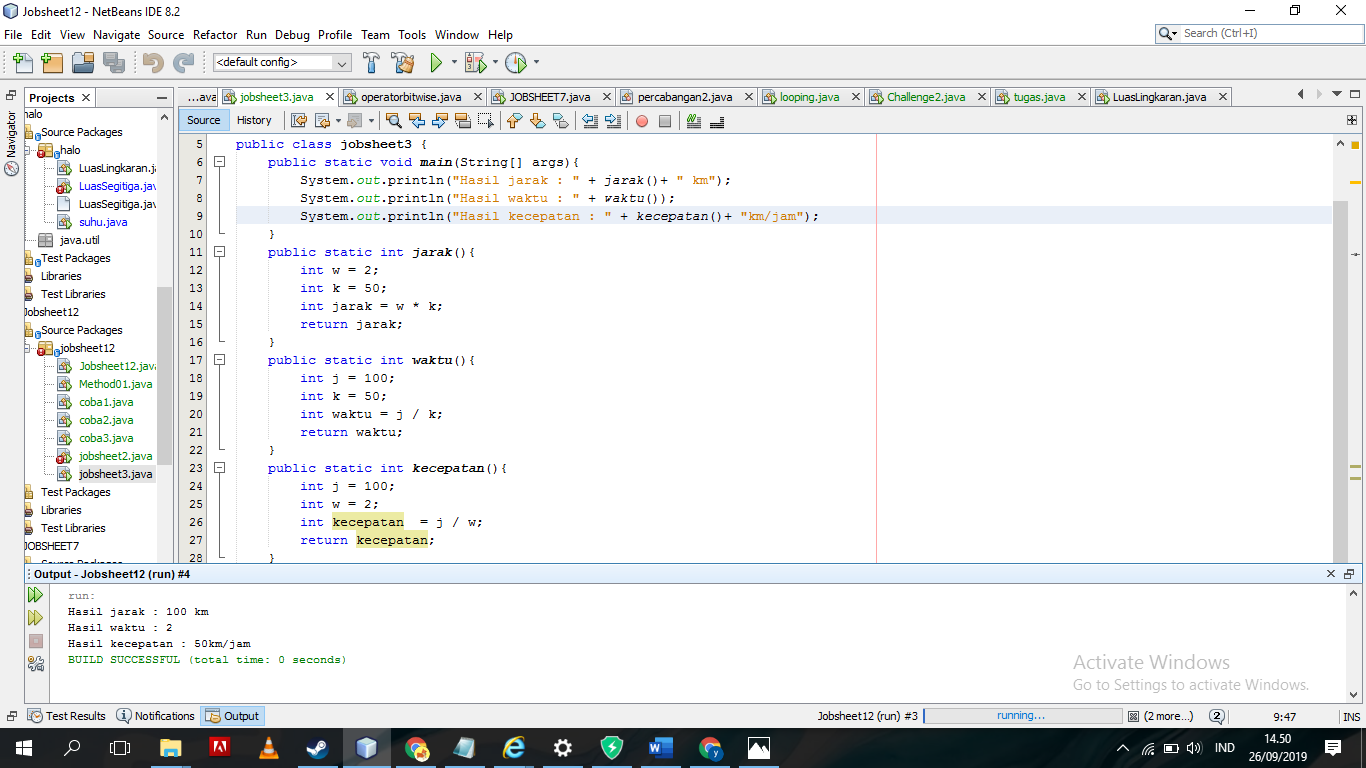 Jobsheet12 - NetBeans IDE 8.2
File Edit View Navigate Source Refactor Run Debug Profile Team Tools Window Help
Search (Ctrl+I)
<default config>
Projects
...ava jobsheet3.java operatorbitwise.java JOBSHEET7.java percabangan2.java looping.java Challenge2.java tugas.java LuasLingkaran.java
Navigator
Source History
halo
Source Packages
halo
LuasLingkaran.ja
LuasSegitiga.jav
LuasSegitiga.jav
suhu.java
java.util
Test Packages
Libraries
Test Libraries
Jobsheet12
Source Packages
jobsheet12
Jobsheet12.java
Method01.java
coba1.java
coba2.java
coba3.java
jobsheet2.java
jobsheet3.java
Test Packages
Libraries
Test Libraries
JOBSHEET7
Source Packages
5 public class jobsheet3 {
6 public static void main(String[] args){
7 System.out.println("Hasil jarak : " + jarak()+ " km");
8 System.out.println("Hasil waktu : " + waktu());
9 System.out.println("Hasil kecepatan : " + kecepatan()+ "km/jam");
10 }
11 public static int jarak(){
12 int w = 2;
13 int k = 50;
14 int jarak = w * k;
15 return jarak;
16 }
17 public static int waktu(){
18 int j = 100;
19 int k = 50;
20 int waktu = j / k;
21 return waktu;
22 }
23 public static int kecepatan(){
24 int j = 100;
25 int w = 2;
26 int kecepatan  = j / w;
27 return kecepatan;
28 }
Output - Jobsheet12 (run) #4
run:
Hasil jarak : 100 km
Hasil waktu : 2
Hasil kecepatan : 50km/jam
BUILD SUCCESSFUL (total time: 0 seconds)
Activate Windows
Go to Settings to activate Windows.
Test Results Notifications Output
Jobsheet12 (run) #3 running... (2 more...) 2 9:47 INS
IND
14.50
26/09/2019